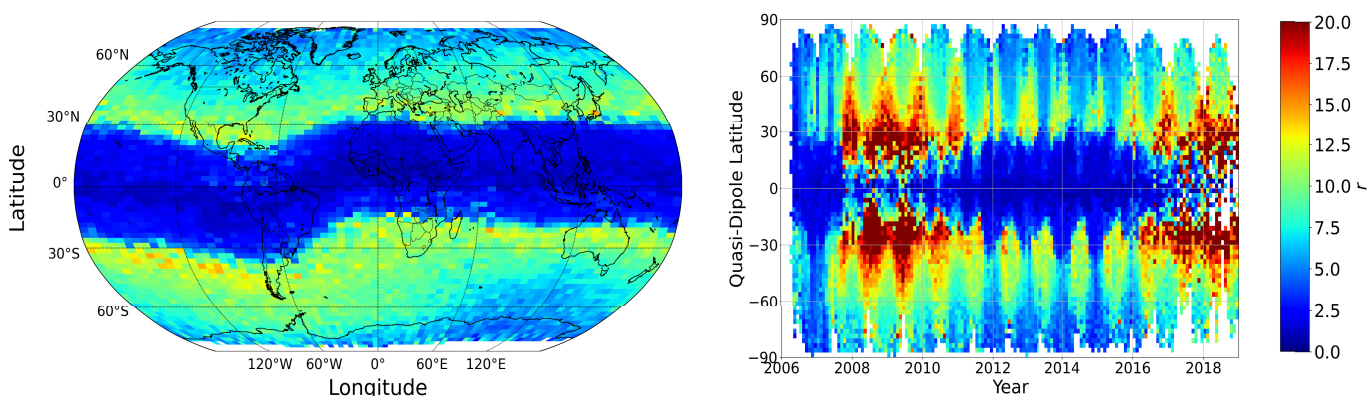 60°N
30°N
0°
30°S
60°S
Latitude
120°W 60°W 0° 60°E 120°E
Longitude
90
60
30
0
−30
−60
−90
Quasi-Dipole Latitude
2006 2008 2010 2012 2014 2016 2018
Year
20.0
17.5
15.0
12.5
10.0
7.5
5.0
2.5
0.0
r